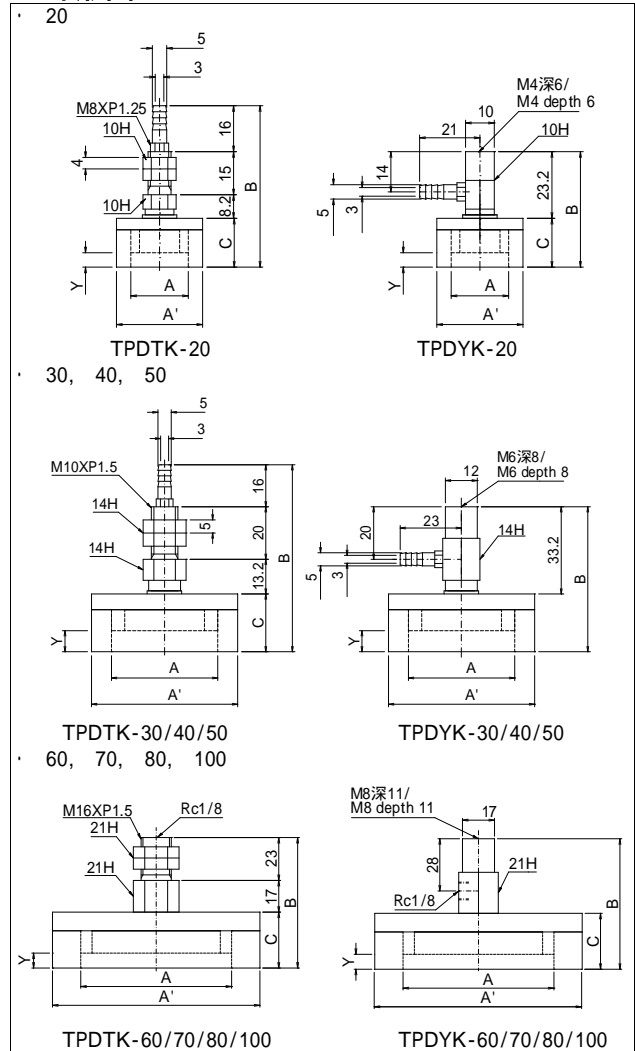 · 20
5
3
M8XP1.25
10H
4
10H
16
15
8.2
B
C
Y
A
A'
TPDTK-20
M4深6/
M4 depth 6
10
10H
21
14
5
3
23.2
B
C
Y
A
A'
TPDYK-20
· 30, 40, 50
5
3
M10XP1.5
14H
5
14H
16
20
13.2
B
C
Y
A
A'
TPDTK-30/40/50
M6深8/
M6 depth 8
12
14H
23
20
5
3
33.2
B
Y
A
A'
TPDYK-30/40/50
· 60, 70, 80, 100
M16XP1.5
Rc1/8
21H
21H
23
17
B
C
Y
A
A'
TPDTK-60/70/80/100
M8深11/
M8 depth 11
17
28
21H
Rc1/8
B
C
Y
A
A'
TPDYK-60/70/80/100